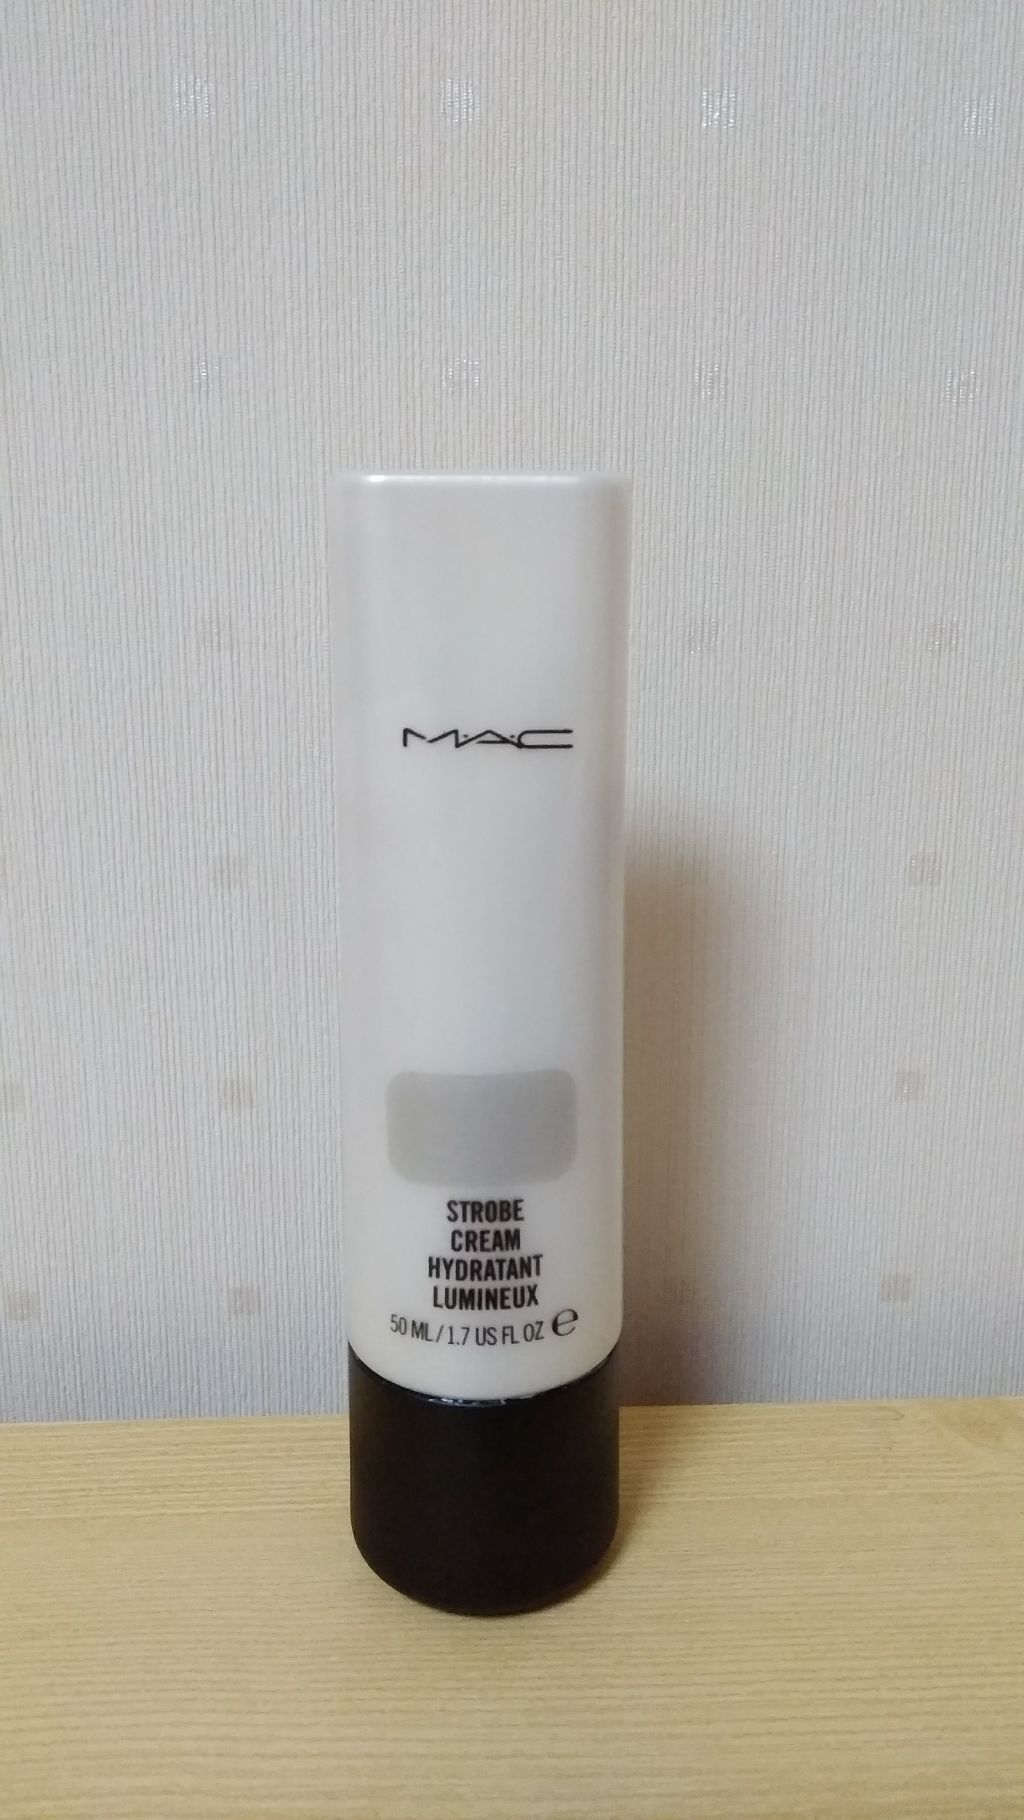 MAC
STROBE
CREAM
HYDRATANT
LUMINEUX
50 ML / 1.7 US FL OZ ℮